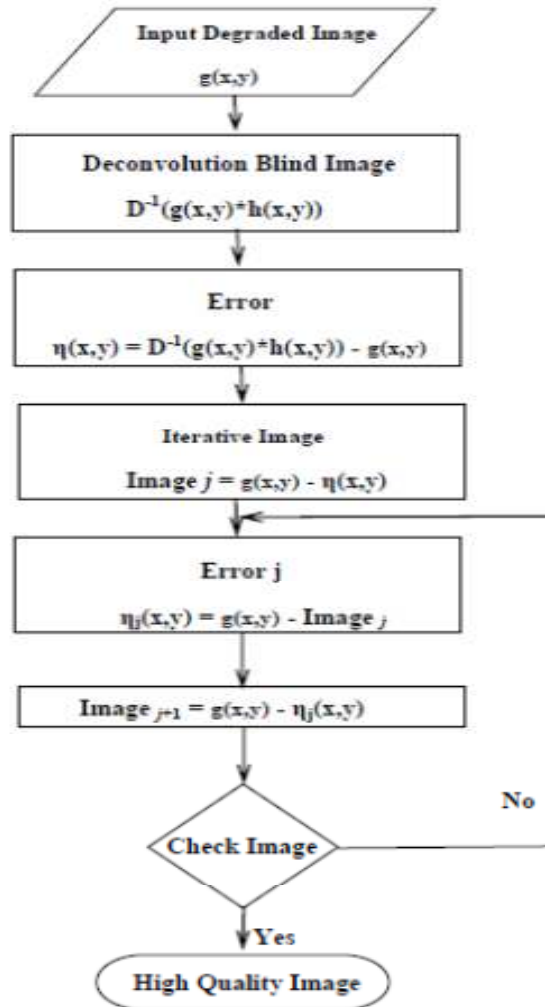 Input Degraded Image
g(x,y)
Deconvolution Blind Image
D⁻¹(g(x,y)*h(x,y))
Error
η(x,y) = D⁻¹(g(x,y)*h(x,y)) - g(x,y)
Iterative Image
Image j = g(x,y) - η(x,y)
Error j
ηⱼ(x,y) = g(x,y) - Image ⱼ
Image ⱼ₊₁ = g(x,y) - ηⱼ(x,y)
No
Check Image
Yes
High Quality Image